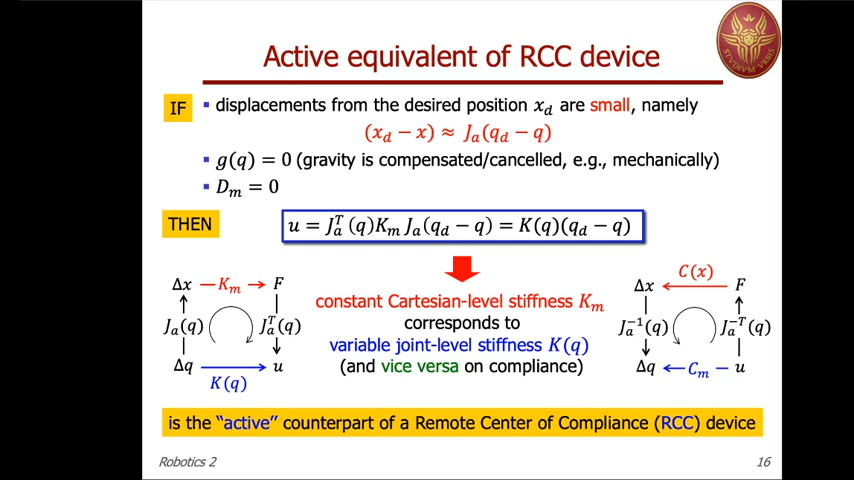 Active equivalent of RCC device
STVDIVM VRBIS
IF
▪ displacements from the desired position x_d are small, namely
(x_d − x) ≈ J_a(q_d − q)
▪ g(q) = 0 (gravity is compensated/cancelled, e.g., mechanically)
▪ D_m = 0
THEN
u = J_a^T(q)K_m J_a(q_d − q) = K(q)(q_d − q)
Δx — K_m → F
J_a(q) J_a^T(q)
Δq u
K(q)
constant Cartesian-level stiffness K_m
corresponds to
variable joint-level stiffness K(q)
(and vice versa on compliance)
C(x)
Δx F
J_a^{-1}(q) J_a^{-T}(q)
Δq ← C_m — u
is the "active" counterpart of a Remote Center of Compliance (RCC) device
Robotics 2
16